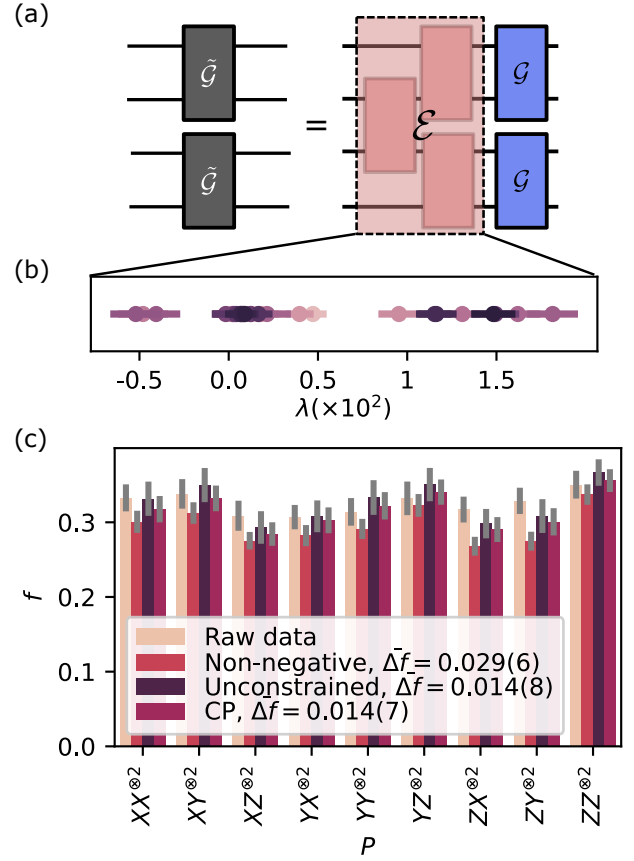 (a)
𝒢̃
𝒢̃
=
ℰ
𝒢
𝒢
(b)
-0.5 0.0 0.5 1 1.5
λ(×10²)
(c)
0.3
0.2
0.1
0.0
f
Raw data
Non-negative, Δ̄f = 0.029(6)
Unconstrained, Δ̄f = 0.014(8)
CP, Δ̄f = 0.014(7)
XX⊗2 XY⊗2 XZ⊗2 YX⊗2 YY⊗2 YZ⊗2 ZX⊗2 ZY⊗2 ZZ⊗2
P